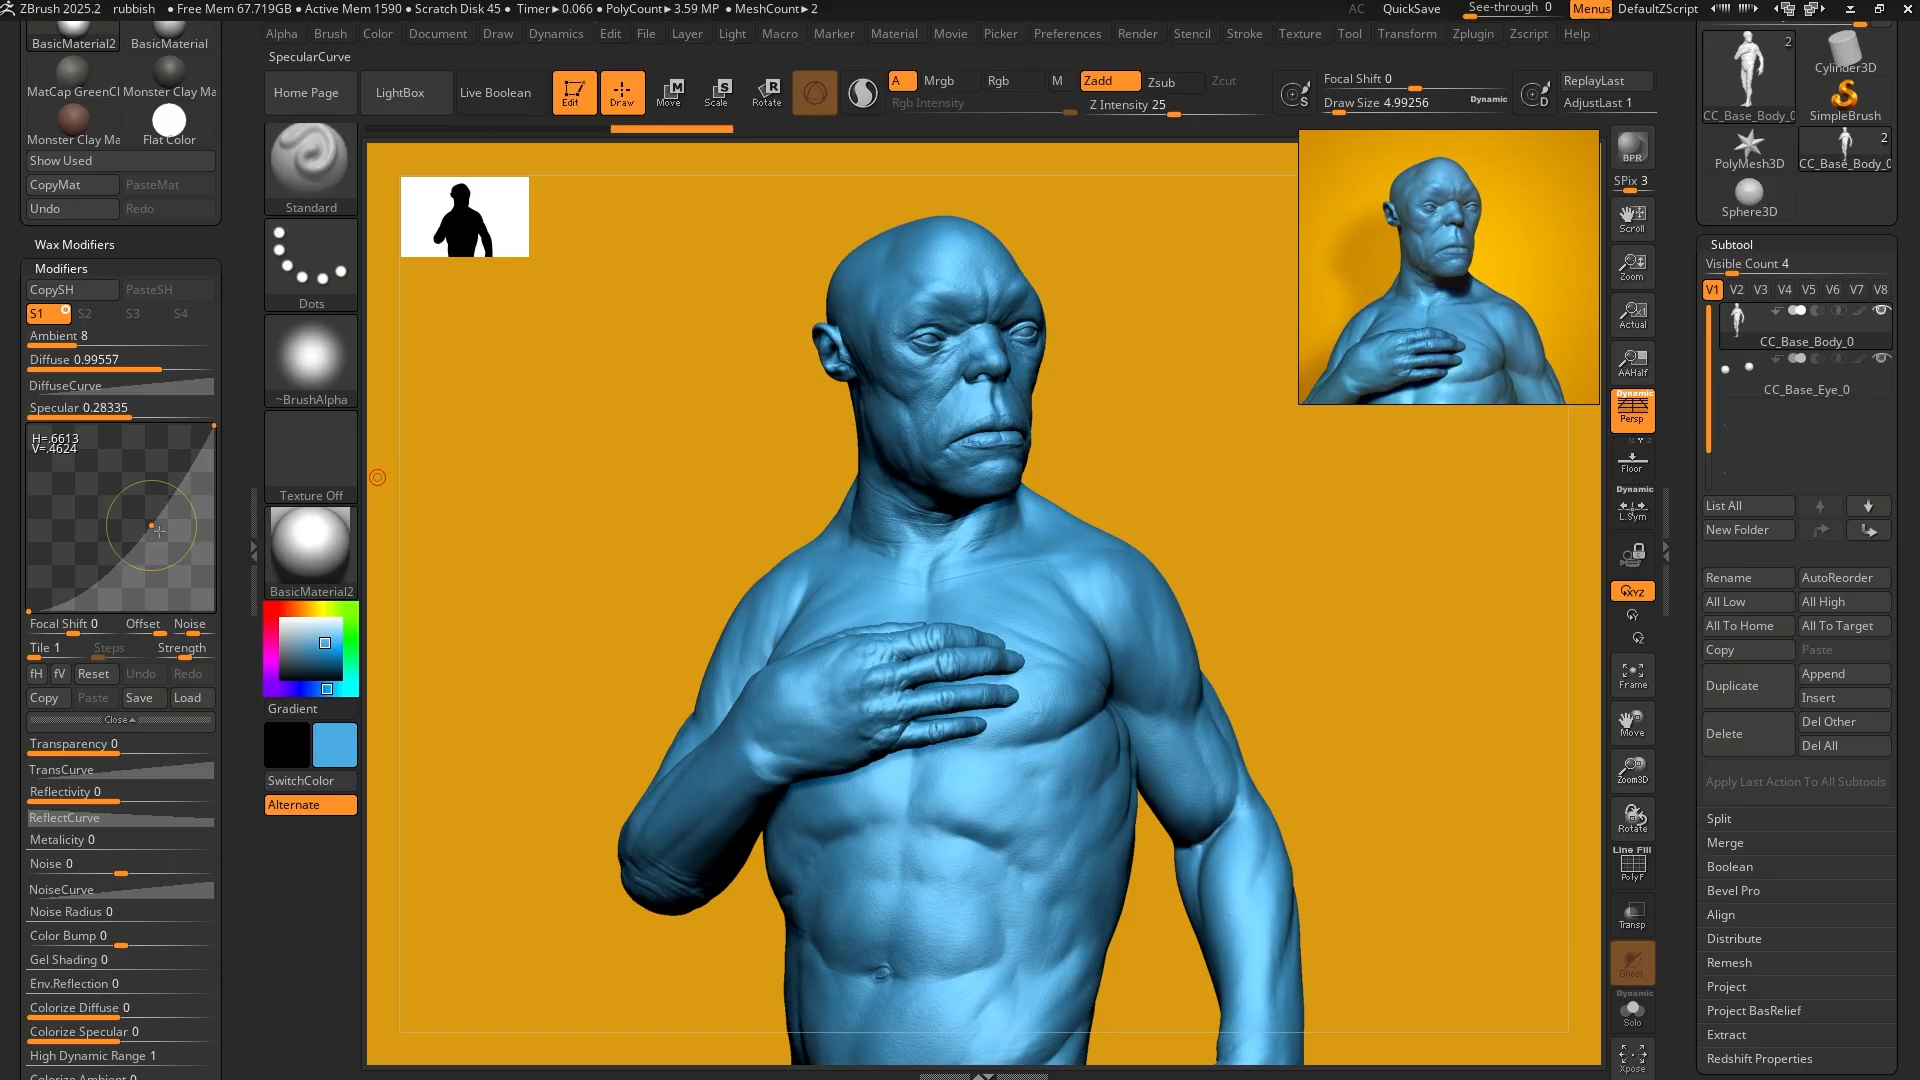 ZBrush 2025.2 rubbish • Free Mem 67.719GB • Active Mem 1590 • Scratch Disk 45 • Timer▸0.066 • PolyCount▸3.59 MP • MeshCount▸2
AC QuickSave See-through 0 Menus DefaultZScript
Alpha Brush Color Document Draw Dynamics Edit File Layer Light Macro Marker Material Movie Picker Preferences Render Stencil Stroke Texture Tool Transform Zplugin Zscript Help
SpecularCurve
Home Page LightBox Live Boolean Edit Draw Move Scale Rotate
A Mrgb Rgb M Zadd Zsub Zcut
Rgb Intensity Z Intensity 25
S
Focal Shift 0
Draw Size 4.99256 Dynamic
D
ReplayLast
AdjustLast 1
BasicMaterial2 BasicMaterial
MatCap GreenCl Monster Clay Ma
Monster Clay Ma Flat Color
Show Used
CopyMat PasteMat
Undo Redo
Wax Modifiers
Modifiers
CopySH PasteSH
S1 S2 S3 S4
Ambient 8
Diffuse 0.99557
DiffuseCurve
Specular 0.28335
H=.6613
V=.4624
Focal Shift 0 Offset Noise
Tile 1 Steps Strength
fH fV Reset Undo Redo
Copy Paste Save Load
Close
Transparency 0
TransCurve
Reflectivity 0
ReflectCurve
Metalicity 0
Noise 0
NoiseCurve
Noise Radius 0
Color Bump 0
Gel Shading 0
Env.Reflection 0
Colorize Diffuse 0
Colorize Specular 0
High Dynamic Range 1
Colorize Ambient 0
Standard
Dots
~BrushAlpha
Texture Off
BasicMaterial2
Gradient
SwitchColor
Alternate
BPR
SPix 3
Scroll
Zoom
Actual
AAHalf
Dynamic
Persp
Floor
Dynamic
L.Sym
XYZ
Y
Z
Frame
Move
Zoom3D
Rotate
Line Fill
PolyF
Transp
Ghost
Dynamic
Solo
Xpose
2
CC_Base_Body_0 Cylinder3D
SimpleBrush
2
PolyMesh3D CC_Base_Body_0
Sphere3D
Subtool
Visible Count 4
V1 V2 V3 V4 V5 V6 V7 V8
CC_Base_Body_0
CC_Base_Eye_0
List All
New Folder
Rename AutoReorder
All Low All High
All To Home All To Target
Copy Paste
Duplicate Append
Insert
Delete Del Other
Del All
Apply Last Action To All Subtools
Split
Merge
Boolean
Bevel Pro
Align
Distribute
Remesh
Project
Project BasRelief
Extract
Redshift Properties